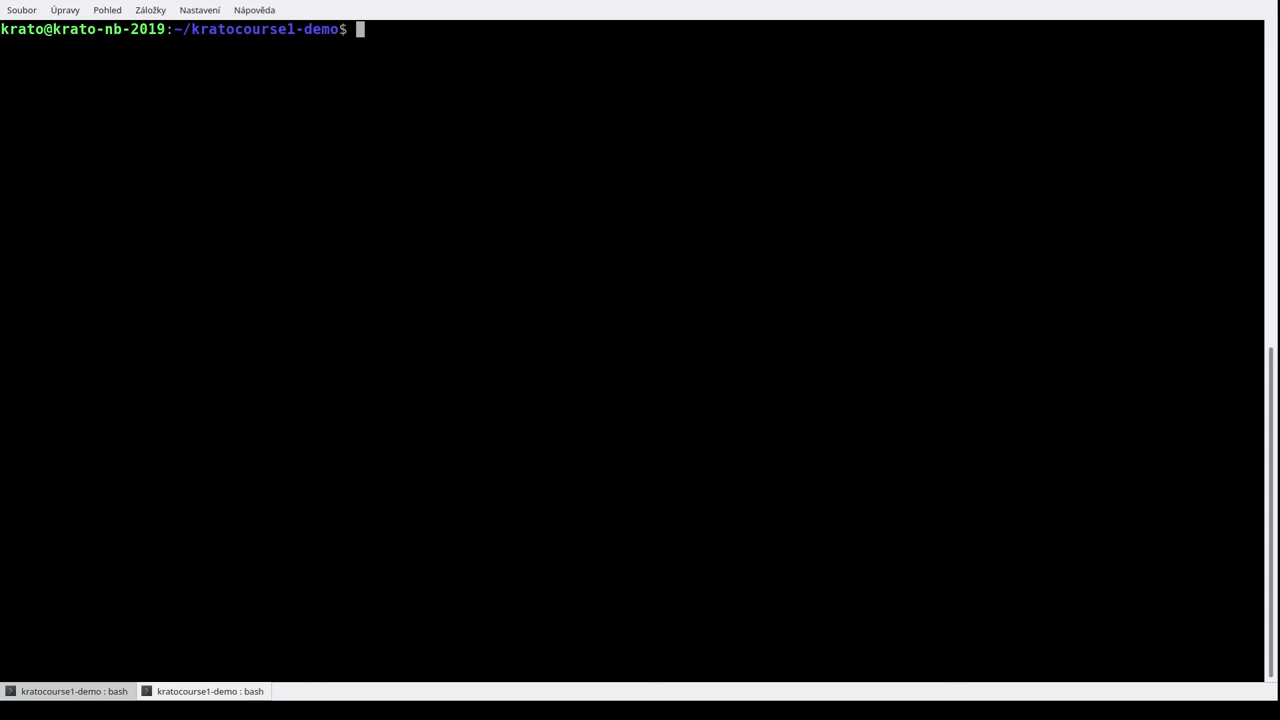 Soubor Úpravy Pohled Záložky Nastavení Nápověda
krato@krato-nb-2019:~/kratocourse1-demo$
kratocourse1-demo : bash kratocourse1-demo : bash